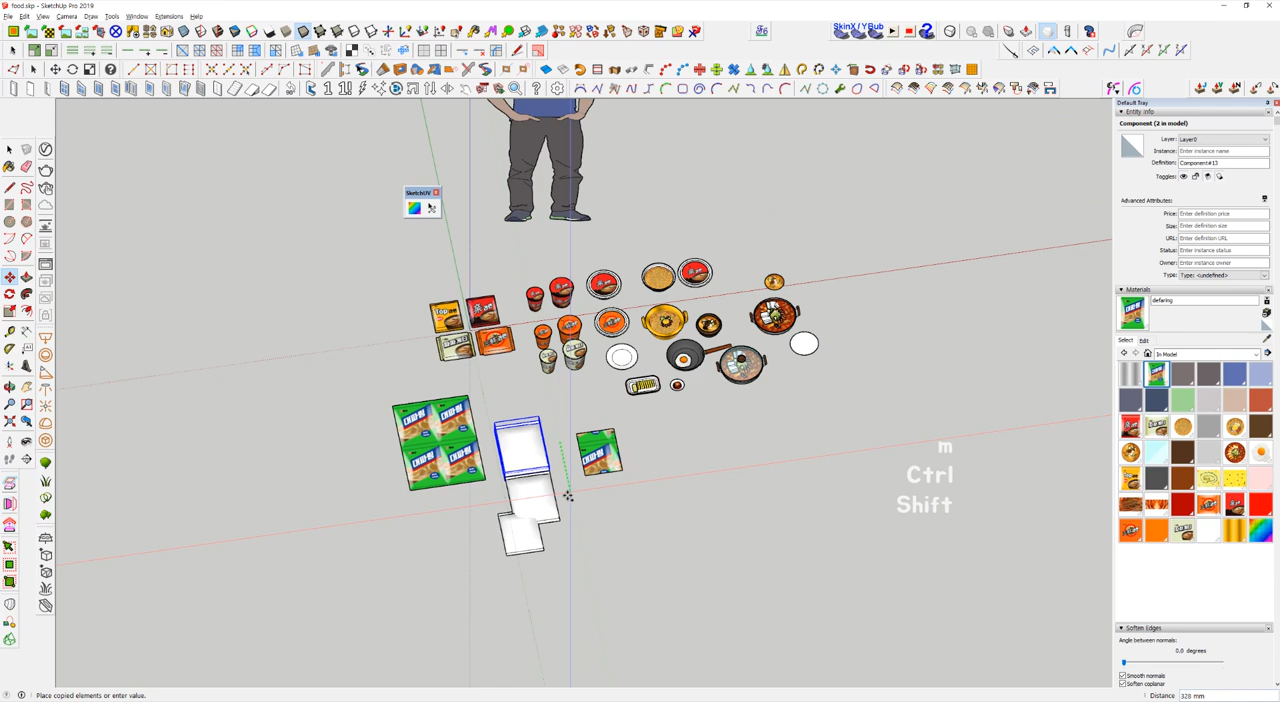 food.skp - SketchUp Pro 2019
File Edit View Camera Draw Tools Window Extensions Help
SkinX/YBub
SketchUV
m
Ctrl
Shift
Default Tray
Entity Info
Component (2 in model)
Layer: Layer0
Instance: Enter instance name
Definition: Component#13
Toggles:
Advanced Attributes:
Price: Enter definition price
Size: Enter definition size
URL: Enter definition URL
Status: Enter instance status
Owner: Enter instance owner
Type: Type: <undefined>
Materials
defaring
Select Edit
In Model
Soften Edges
Angle between normals:
0.0 degrees
Smooth normals
Soften coplanar
Place copied elements or enter value.
Distance 328 mm